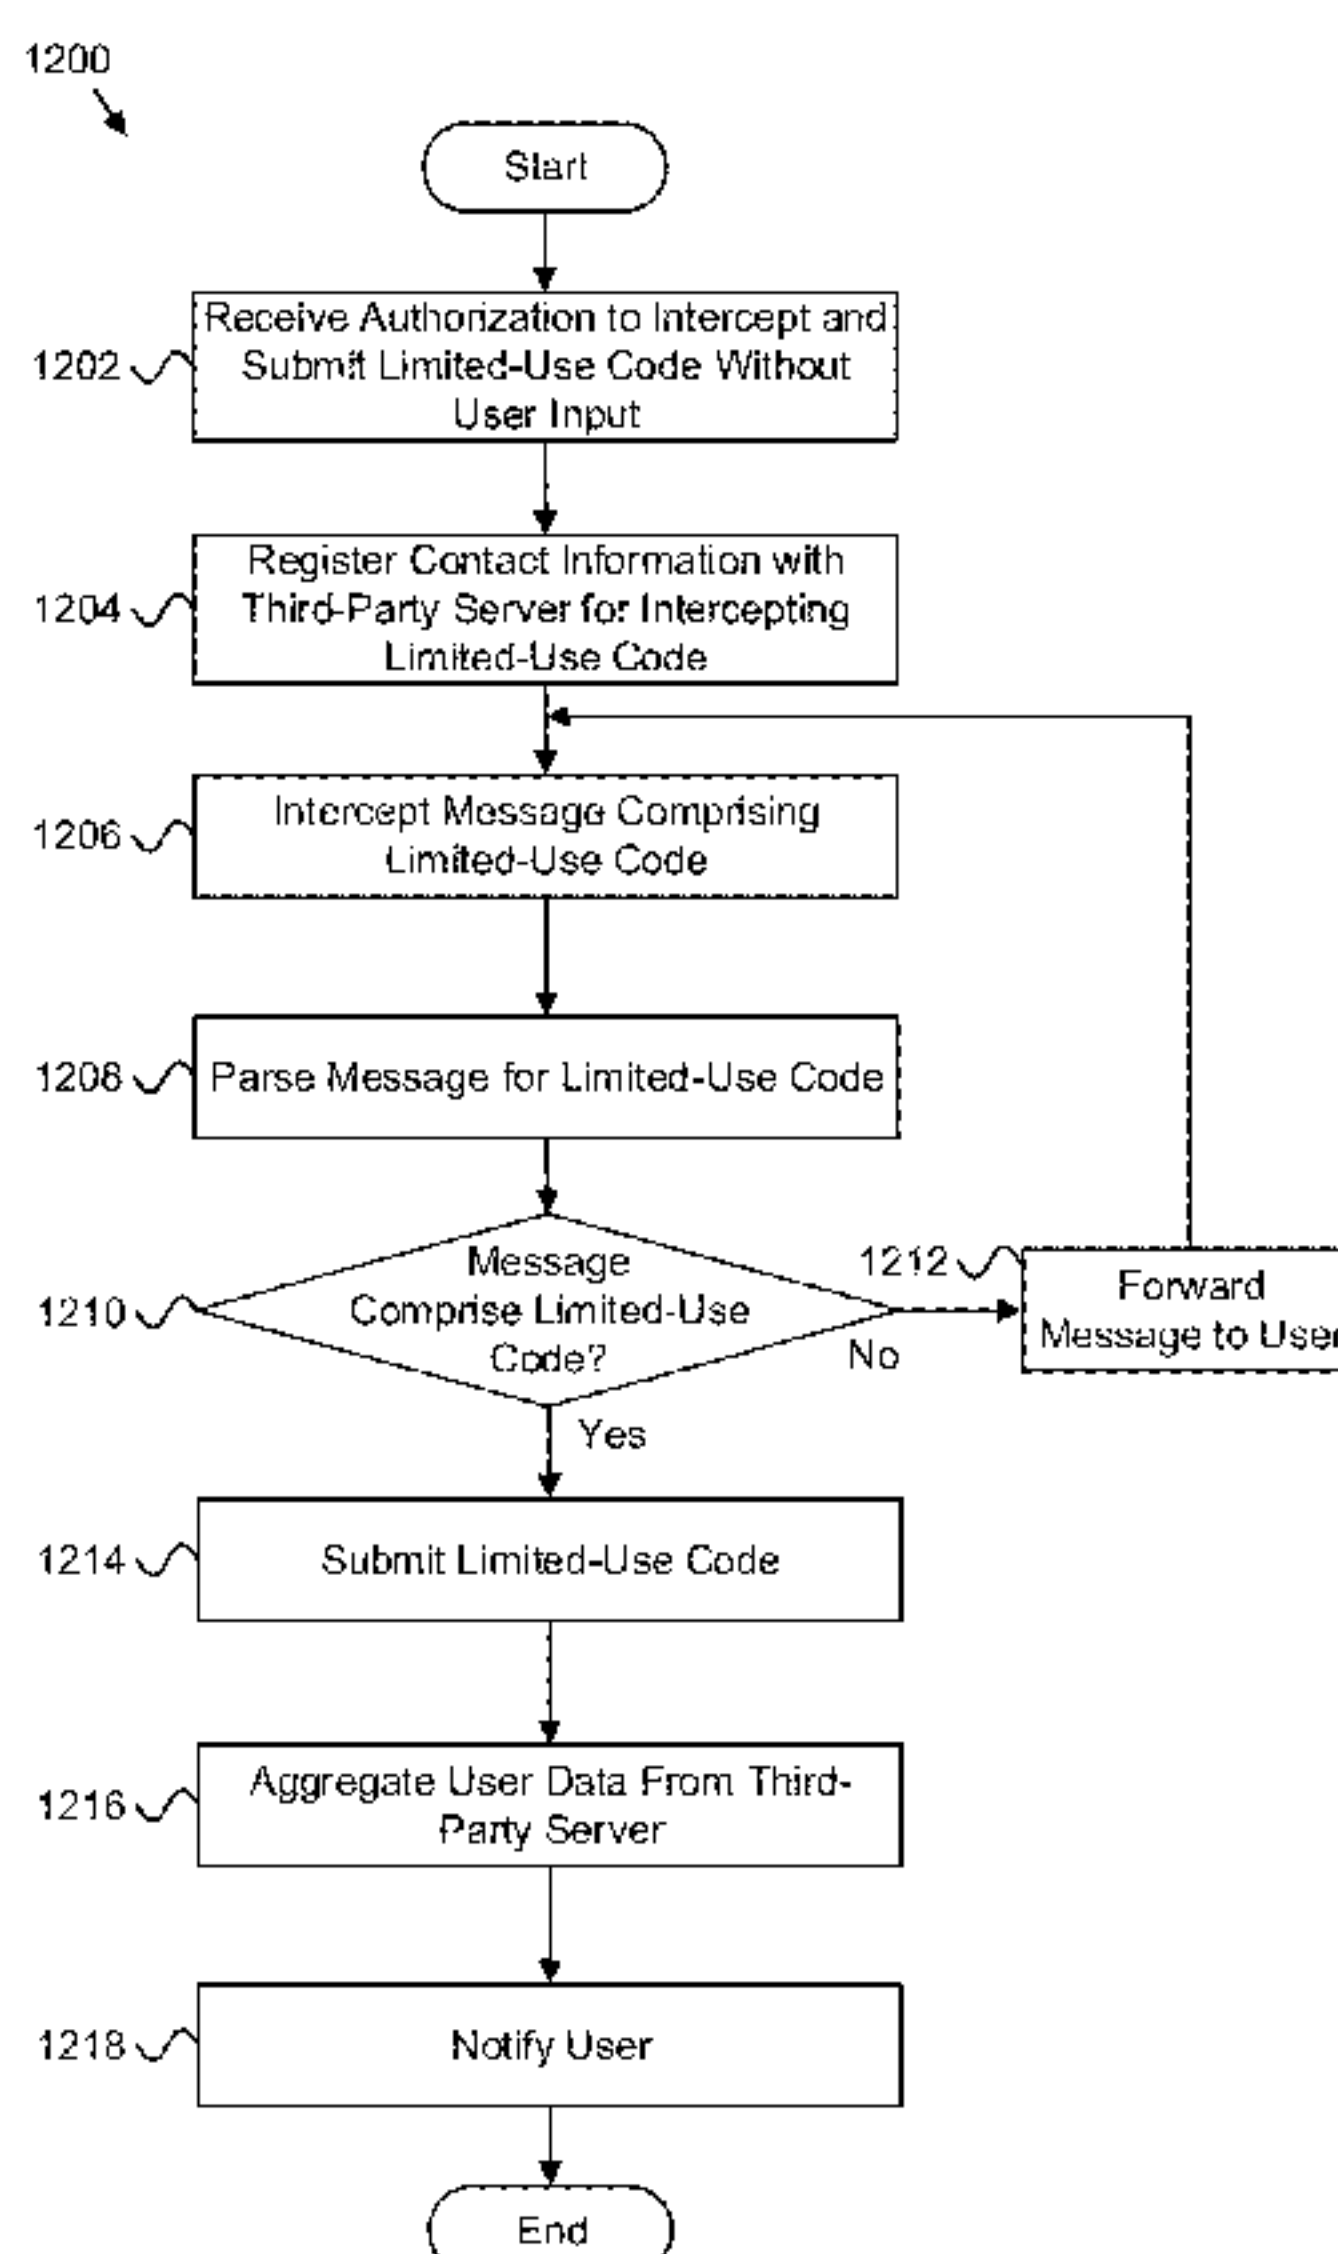 1200
Start
Receive Authorization to Intercept and
1202
Submit Limited-Use Code Without
User Input
Register Contact Information with
1204
Third-Party Server for Intercepting
Limited-Use Code
Intercept Message Comprising
1206
Limited-Use Code
1208
Parse Message for Limited-Use Code
Message
1210
Comprise Limited-Use
Code?
No
1212
Forward
Message to User
Yes
1214
Submit Limited-Use Code
Aggregate User Data From Third-
1216
Party Server
1218
Notify User
End